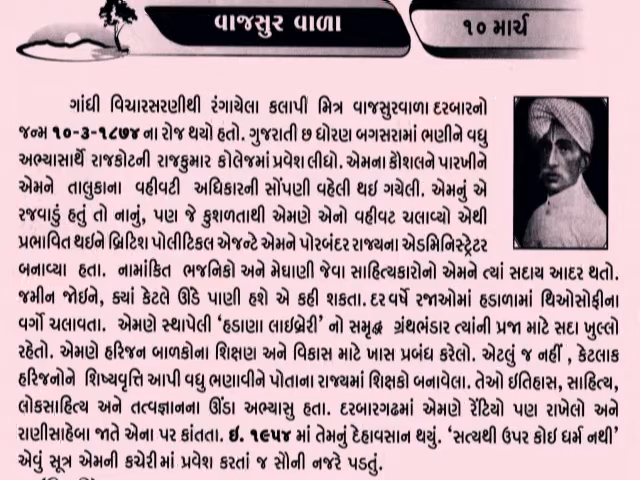 વાજસુર વાળા
૧૦ માર્ચ
ગાંધી વિચારસરણીથી રંગાયેલા કલાપી મિત્ર વાજસુરવાળા દરબારનો
જન્મ ૧૦-૩-૧૮૭૪ ના રોજ થયો હતો. ગુજરાતી છ ધોરણ બગસરામાં ભણીને વધુ
અભ્યાસાર્થે રાજકોટની રાજકુમાર કોલેજમાં પ્રવેશ લીધો. એમના કૌશલને પારખીને
એમને તાલુકાના વહીવટી અધિકારની સોંપણી વહેલી થઇ ગયેલી. એમનું એ
રજવાડું હતું તો નાનું, પણ જે કુશળતાથી એમણે એનો વહીવટ ચલાવ્યો એથી
પ્રભાવિત થઇને બ્રિટિશ પોલીટિકલ એજન્ટે એમને પોરબંદર રાજ્યના એડમિનિસ્ટ્રેટર
બનાવ્યા હતા. નામાંકિત ભજનિકો અને મેઘાણી જેવા સાહિત્યકારોનો એમને ત્યાં સદાય આદર થતો.
જમીન જોઇને, ક્યાં કેટલે ઊંડે પાણી હશે એ કહી શકતા. દર વર્ષે રજાઓમાં હડાળામાં થિઓસોફીના
વર્ગો ચલાવતા. એમણે સ્થાપેલી ‘હડાણા લાઇબ્રેરી’ નો સમૃદ્ધ ગ્રંથભંડાર ત્યાંની પ્રજા માટે સદા ખુલ્લો
રહેતો. એમણે હરિજન બાળકોના શિક્ષણ અને વિકાસ માટે ખાસ પ્રબંધ કરેલો. એટલું જ નહીં , કેટલાક
હરિજનોને શિષ્યવૃત્તિ આપી વધુ ભણાવીને પોતાના રાજ્યમાં શિક્ષકો બનાવેલા. તેઓ ઇતિહાસ, સાહિત્ય,
લોકસાહિત્ય અને તત્વજ્ઞાનના ઊંડા અભ્યાસુ હતા. દરબારગઢમાં એમણે રેંટિયો પણ રાખેલો અને
રાણીસાહેબા જાતે એના પર કાંતતા. ઇ. ૧૯૫૪ માં તેમનું દેહાવસાન થયું. ‘સત્યથી ઉપર કોઇ ધર્મ નથી’
એવું સૂત્ર એમની કચેરીમાં પ્રવેશ કરતાં જ સૌની નજરે પડતું.